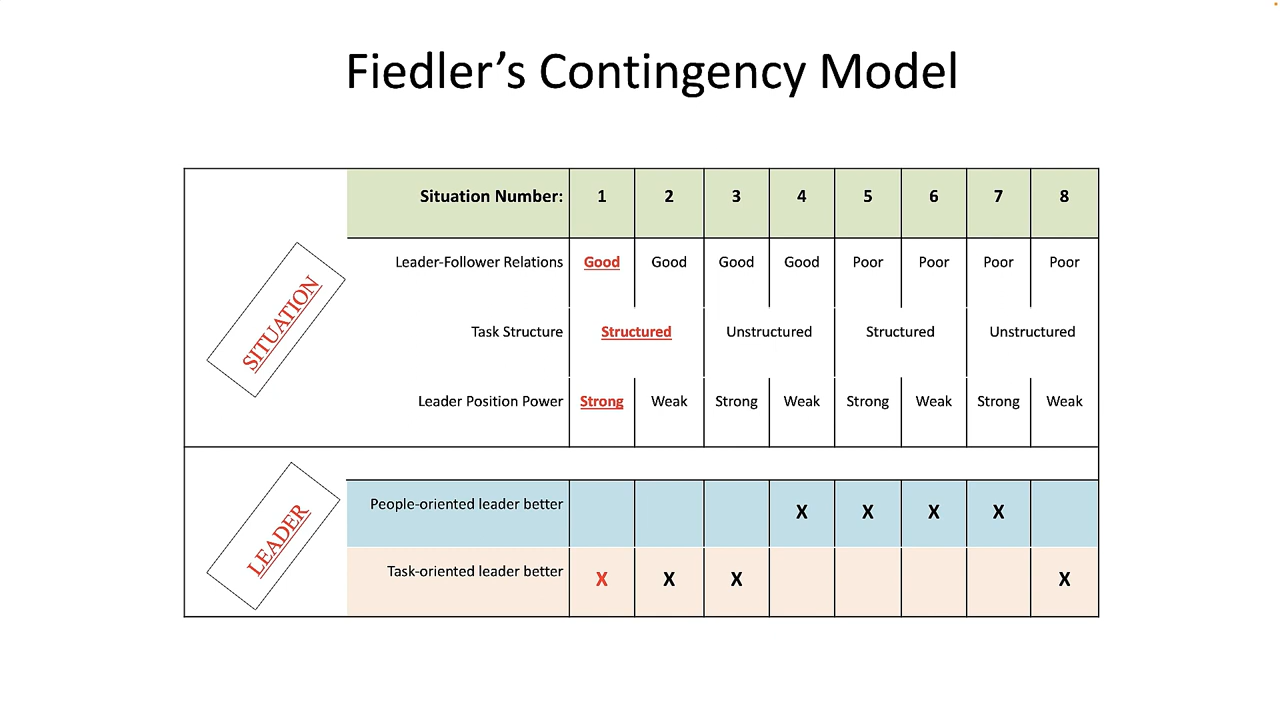 Fiedler’s Contingency Model
Situation Number: 1 2 3 4 5 6 7 8
SITUATION
Leader-Follower Relations Good Good Good Good Poor Poor Poor Poor
Task Structure Structured Unstructured Structured Unstructured
Leader Position Power Strong Weak Strong Weak Strong Weak Strong Weak
LEADER
People-oriented leader better X X X X
Task-oriented leader better X X X X